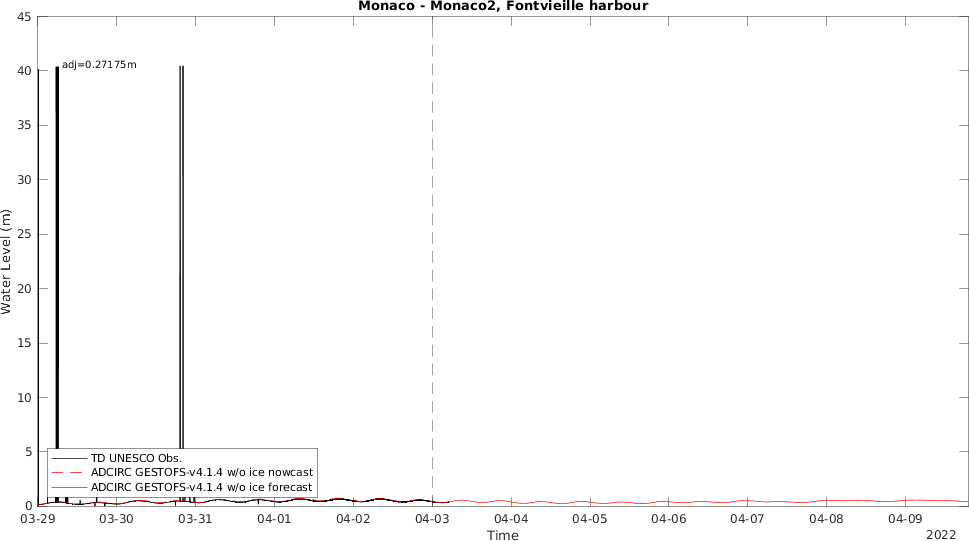 Monaco - Monaco2, Fontvieille harbour
45
40
35
30
25
20
15
10
5
0
Water Level (m)
adj=0.27175m
TD UNESCO Obs.
ADCIRC GESTOFS-v4.1.4 w/o ice nowcast
ADCIRC GESTOFS-v4.1.4 w/o ice forecast
03-29 03-30 03-31 04-01 04-02 04-03 04-04 04-05 04-06 04-07 04-08 04-09
Time
2022